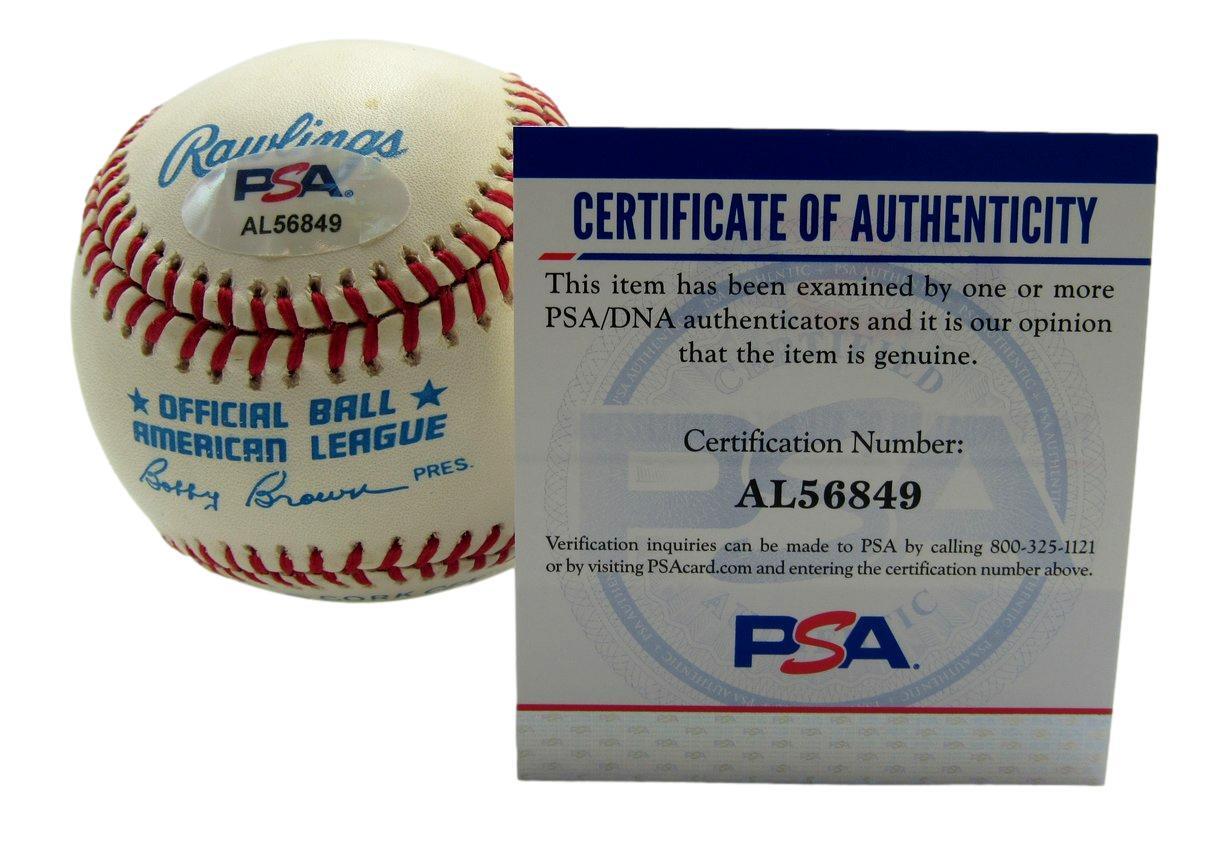 Rawlings
PSA
AL56849
★ OFFICIAL BALL ★
AMERICAN LEAGUE
Bobby Brown PRES.
CORK
CERTIFICATE OF AUTHENTICITY
This item has been examined by one or more
PSA/DNA authenticators and it is our opinion
that the item is genuine.
Certification Number:
AL56849
Verification inquiries can be made to PSA by calling 800-325-1121
or by visiting PSAcard.com and entering the certification number above.
PSA